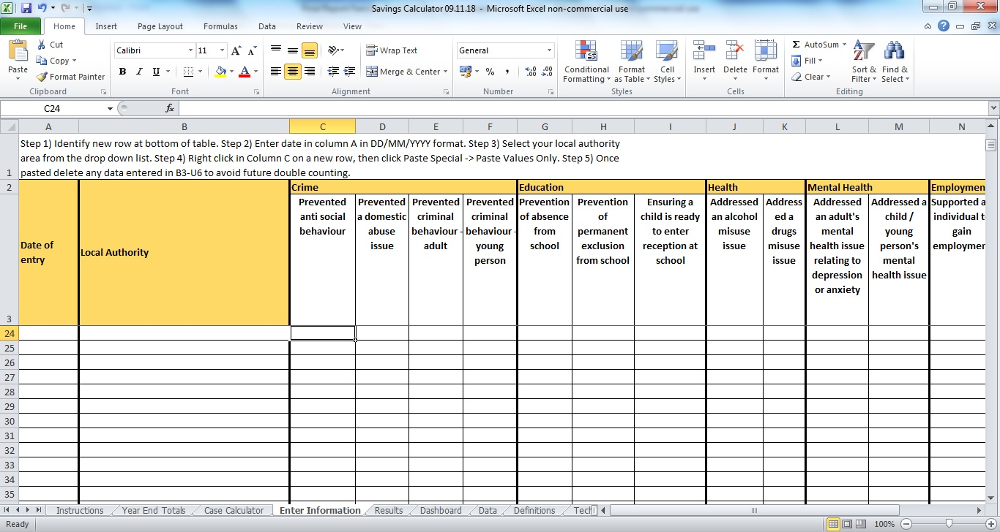 Savings Calculator 09.11.18 - Microsoft Excel non-commercial use
File Home Insert Page Layout Formulas Data Review View
Paste Cut Copy Format Painter Clipboard
Calibri 11 A A B I U A Font
Wrap Text Merge & Center Alignment
General % , .00 .0 Number
Conditional Formatting Format as Table Cell Styles Styles
Insert Delete Format Cells
Σ AutoSum Fill Clear Sort & Filter Find & Select Editing
C24 fx
A B C D E F G H I J K L M N
1 Step 1) Identify new row at bottom of table. Step 2) Enter date in column A in DD/MM/YYYY format. Step 3) Select your local authority
area from the drop down list. Step 4) Right click in Column C on a new row, then click Paste Special -> Paste Values Only. Step 5) Once
pasted delete any data entered in B3-U6 to avoid future double counting.
2 Crime Education Health Mental Health Employmen
3
Date of
entry
Local Authority
Prevented
anti social
behaviour
Prevented
a domestic
abuse
issue
Prevented
criminal
behaviour -
adult
Prevented
criminal
behaviour -
young
person
Prevention
of absence
from
school
Prevention
of
permanent
exclusion
from school
Ensuring a
child is ready
to enter
reception at
school
Addressed
an alcohol
misuse
issue
Address
ed a
drugs
misuse
issue
Addressed
an adult's
mental
health issue
relating to
depression
or anxiety
Addressed a
child /
young
person's
mental
health issue
Supported a
individual t
gain
employmer
24
25
26
27
28
29
30
31
32
33
34
35
Instructions Year End Totals Case Calculator Enter Information Results Dashboard Data Definitions Tech
Ready 100%